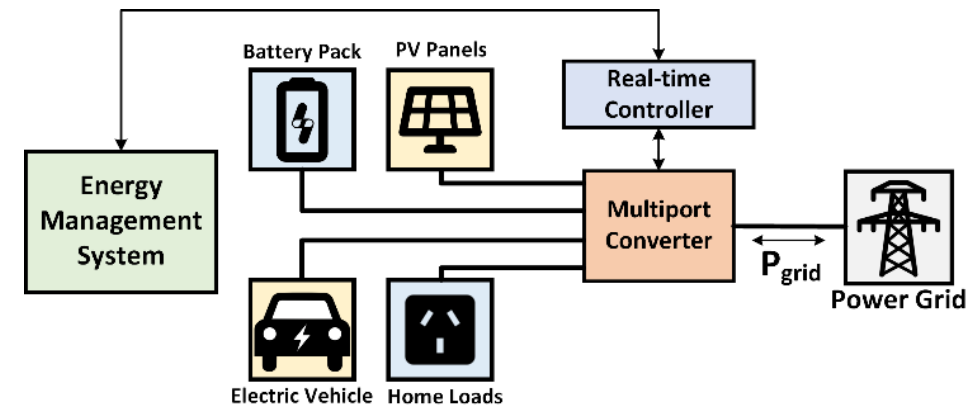 Battery Pack
PV Panels
Real-time
Controller
Energy
Management
System
Multiport
Converter
Pgrid
Power Grid
Electric Vehicle
Home Loads